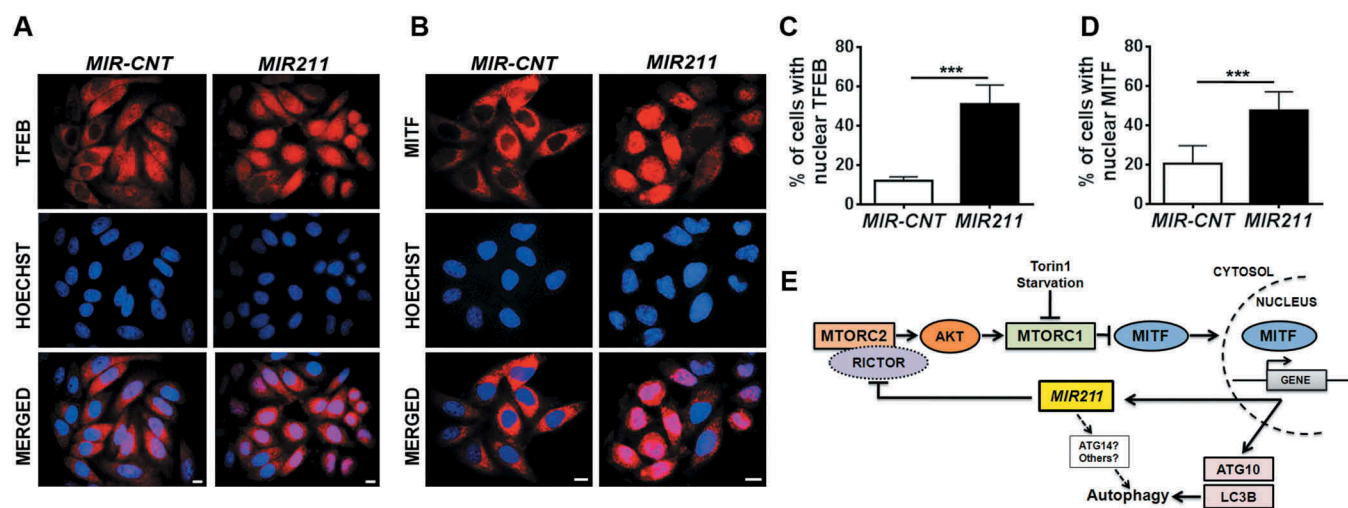 A
MIR-CNT
MIR211
TFEB
HOECHST
MERGED
B
MIR-CNT
MIR211
MITF
HOECHST
MERGED
C
% of cells with
nuclear TFEB
80
60
40
20
0
***
MIR-CNT
MIR211
D
% of cells with
nuclear MITF
80
60
40
20
0
***
MIR-CNT
MIR211
E
Torin1
Starvation
CYTOSOL
NUCLEUS
MTORC2
AKT
MTORC1
MITF
MITF
RICTOR
GENE
MIR211
ATG14?
Others?
ATG10
LC3B
Autophagy